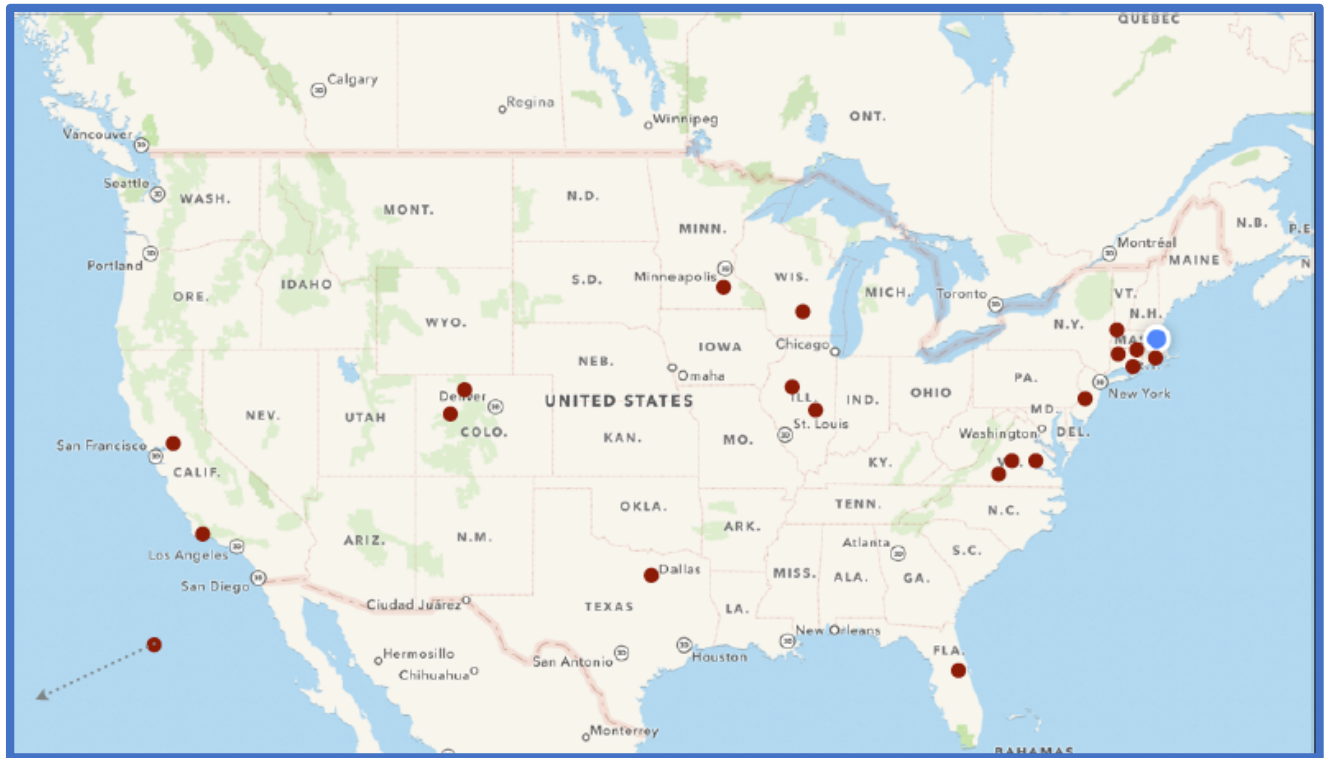 QUEBEC
Calgary
Regina
Winnipeg
ONT.
Vancouver
Seattle
WASH.
MONT.
N.D.
MINN.
N.B.
P.E.
Montréal
MAINE
N
Portland
Minneapolis
WIS.
S.D.
IDAHO
ORE.
MICH.
Toronto
VT.
N.H.
N.Y.
WYO.
IOWA
Chicago
NEB.
Omaha
PA.
New York
Denver
UNITED STATES
ILL.
IND.
OHIO
MD.
NEV.
UTAH
COLO.
KAN.
MO.
St. Louis
Washington
DEL.
San Francisco
CALIF.
KY.
OKLA.
TENN.
N.C.
ARK.
Los Angeles
ARIZ.
N.M.
Atlanta
S.C.
San Diego
Dallas
MISS.
ALA.
GA.
Ciudad Juárez
TEXAS
LA.
New Orleans
Hermosillo
Chihuahua
San Antonio
Houston
FLA.
Monterrey
BAHAMAS